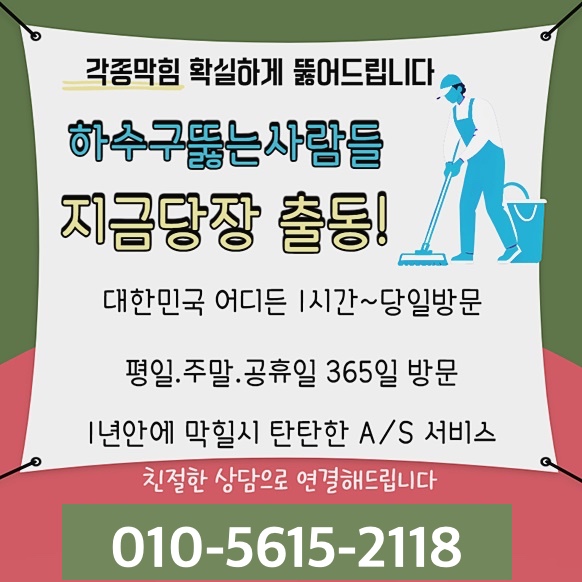 각종막힘 확실하게 뚫어드립니다
하수구뚫는사람들
지금당장 출동!
대한민국 어디든 1시간~당일방문
평일.주말.공휴일 365일 방문
1년안에 막힐시 탄탄한 A/S 서비스
친절한 상담으로 연결해드립니다
010-5615-2118